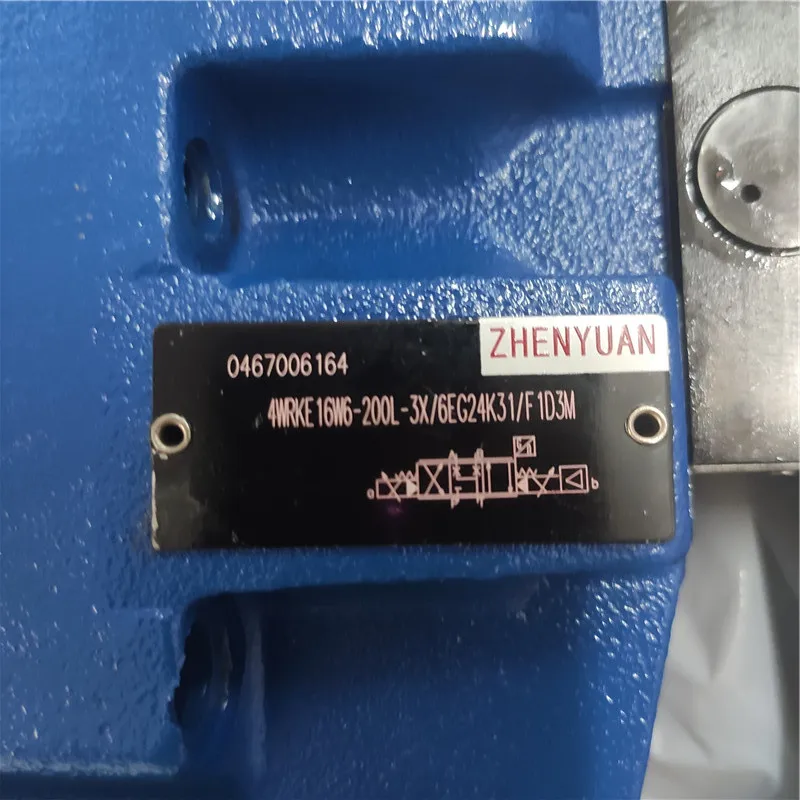 ZHENYUAN
0467006164
4WRKE16W6-200L-3X/6EG24K31/F1D3M
a b